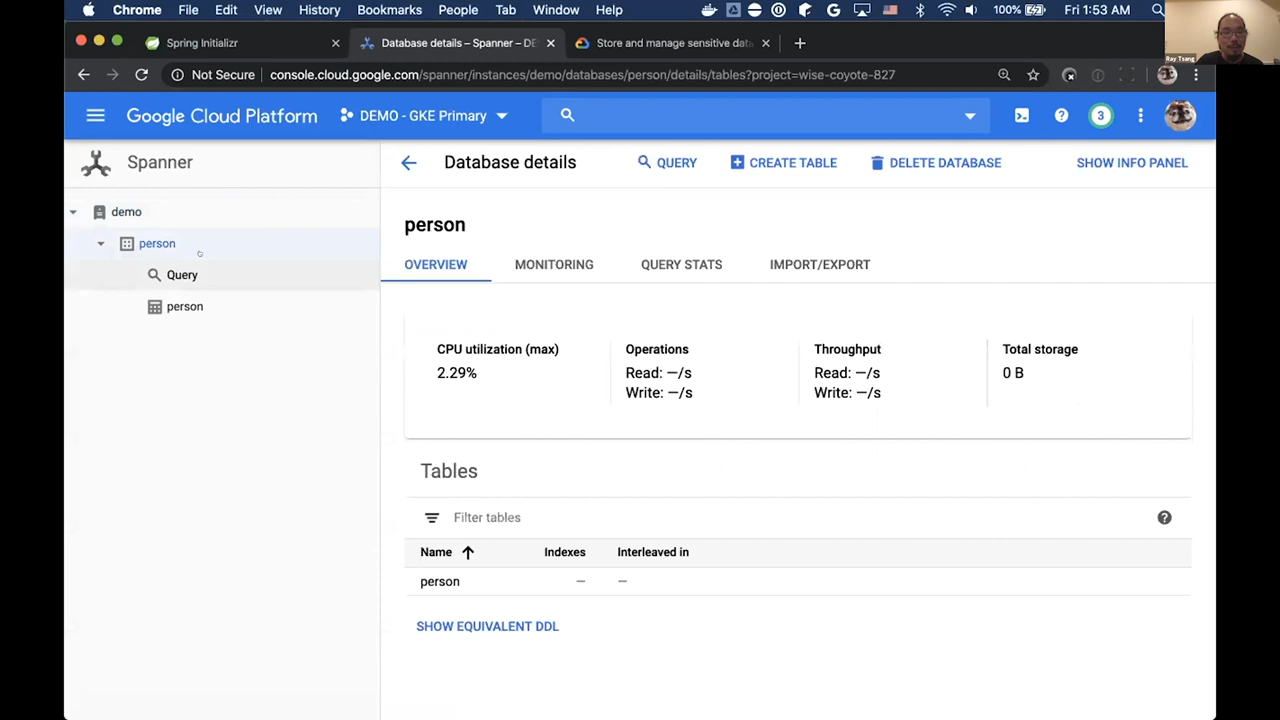 Chrome File Edit View History Bookmarks People Tab Window Help 100% Fri 1:53 AM
Ray Tsang
Spring Initializr
Database details – Spanner – DE
Store and manage sensitive data
Not Secure console.cloud.google.com/spanner/instances/demo/databases/person/details/tables?project=wise-coyote-827
Google Cloud Platform DEMO - GKE Primary 3
Spanner
Database details QUERY CREATE TABLE DELETE DATABASE SHOW INFO PANEL
demo
person
Query
person
person
OVERVIEW MONITORING QUERY STATS IMPORT/EXPORT
CPU utilization (max) Operations Throughput Total storage
2.29% Read: —/s Read: —/s 0 B
Write: —/s Write: —/s
Tables
Filter tables
Name Indexes Interleaved in
person — —
SHOW EQUIVALENT DDL